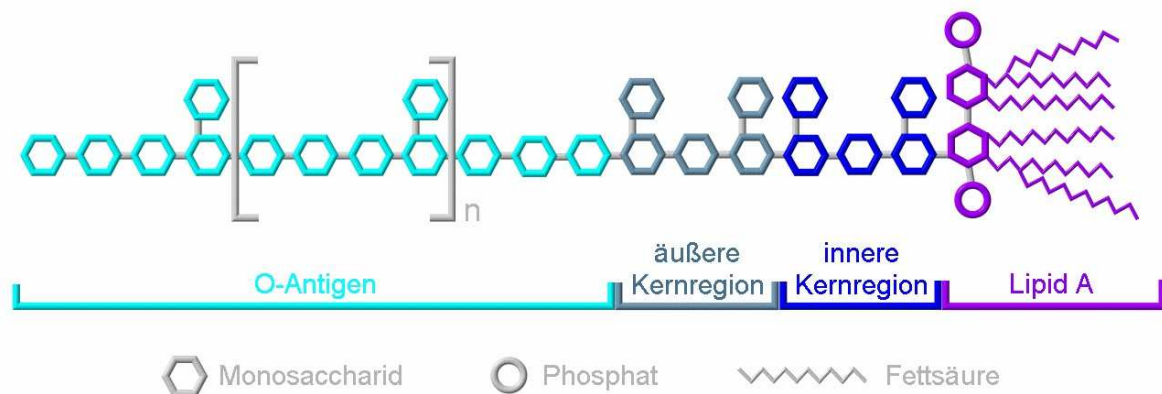 n
O-Antigen
äußere
Kernregion
innere
Kernregion
Lipid A
Monosaccharid
Phosphat
Fettsäure